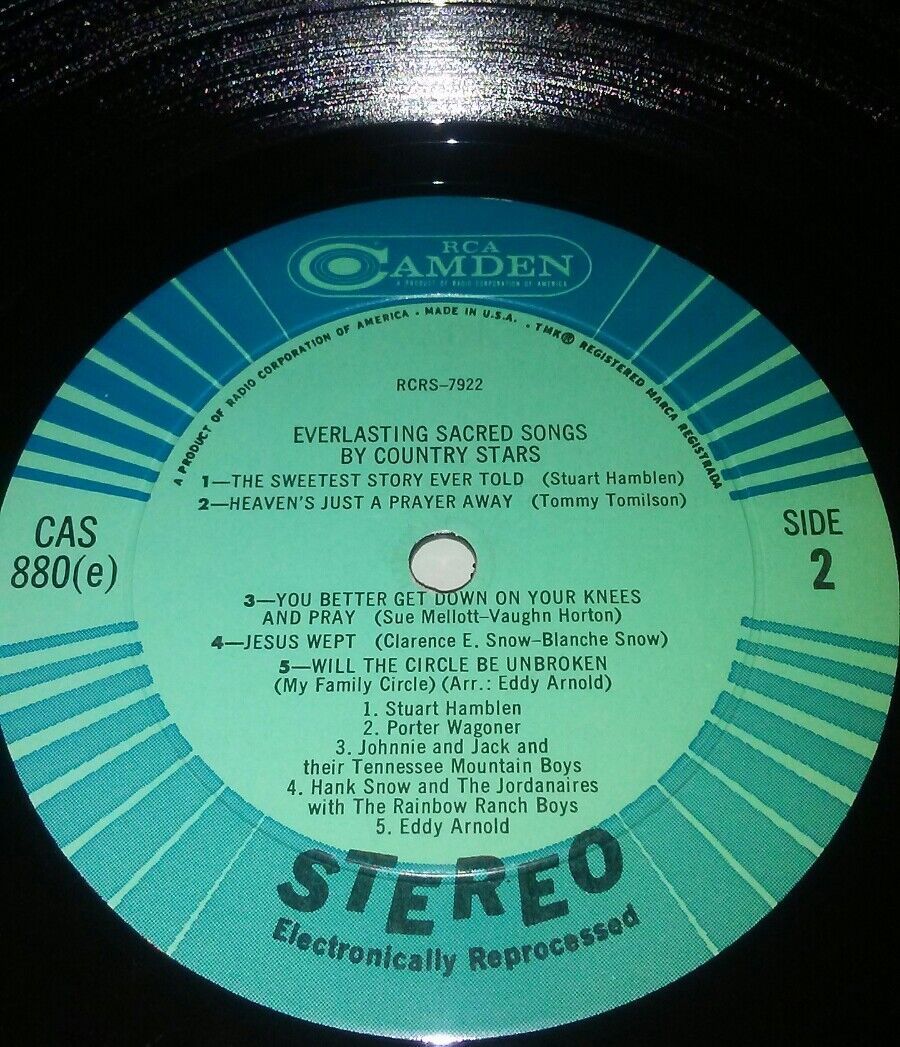 RCA
CAMDEN
A PRODUCT OF RADIO CORPORATION OF AMERICA
A PRODUCT OF RADIO CORPORATION OF AMERICA · MADE IN U.S.A. · TMK® REGISTERED MARCA REGISTRADA
RCRS-7922
EVERLASTING SACRED SONGS
BY COUNTRY STARS
1—THE SWEETEST STORY EVER TOLD (Stuart Hamblen)
2—HEAVEN'S JUST A PRAYER AWAY (Tommy Tomilson)
CAS
880(e)
SIDE
2
3—YOU BETTER GET DOWN ON YOUR KNEES
AND PRAY (Sue Mellott-Vaughn Horton)
4—JESUS WEPT (Clarence E. Snow-Blanche Snow)
5—WILL THE CIRCLE BE UNBROKEN
(My Family Circle) (Arr.: Eddy Arnold)
1. Stuart Hamblen
2. Porter Wagoner
3. Johnnie and Jack and
their Tennessee Mountain Boys
4. Hank Snow and The Jordanaires
with The Rainbow Ranch Boys
5. Eddy Arnold
STEREO
Electronically Reprocessed